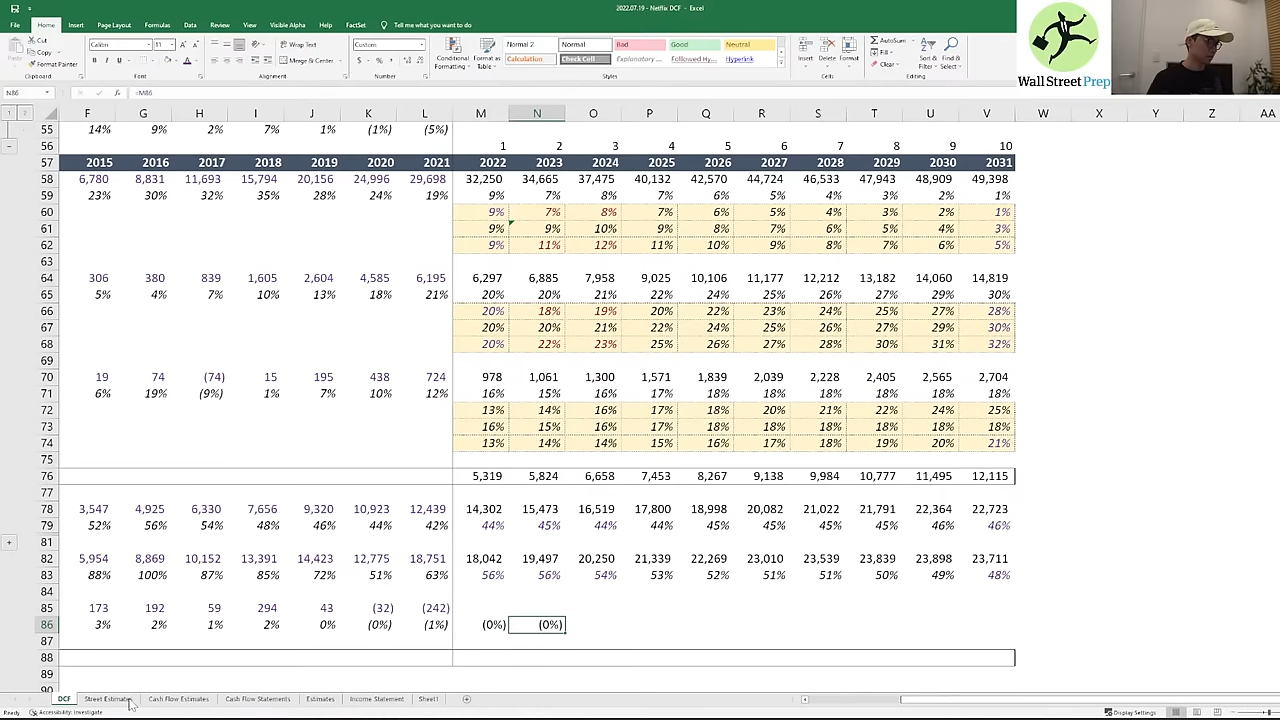 2022.07.19 - Netflix DCF - Excel
File Home Insert Page Layout Formulas Data Review View Visible Alpha Help FactSet Tell me what you want to do
Cut
Copy
Format Painter
Paste
Clipboard
Calibri 11
Font
Wrap Text
Merge & Center
Alignment
Custom
Number
Conditional Formatting
Format as Table
Normal 2 Normal Bad Good Neutral
Calculation Check Cell Explanatory ... Followed Hy... Hyperlink
Styles
Insert Delete Format
Cells
AutoSum
Fill
Clear
Sort & Filter
Find & Select
Editing
Wall Street Prep
N86 fx =M86
F G H I J K L M N O P Q R S T U V W X Y Z AA
55 14% 9% 2% 7% 1% (1%) (5%)
56 1 2 3 4 5 6 7 8 9 10
57 2015 2016 2017 2018 2019 2020 2021 2022 2023 2024 2025 2026 2027 2028 2029 2030 2031
58 6,780 8,831 11,693 15,794 20,156 24,996 29,698 32,250 34,665 37,475 40,132 42,570 44,724 46,533 47,943 48,909 49,398
59 23% 30% 32% 35% 28% 24% 19% 9% 7% 8% 7% 6% 5% 4% 3% 2% 1%
60 9% 7% 8% 7% 6% 5% 4% 3% 2% 1%
61 9% 9% 10% 9% 8% 7% 6% 5% 4% 3%
62 9% 11% 12% 11% 10% 9% 8% 7% 6% 5%
63
64 306 380 839 1,605 2,604 4,585 6,195 6,297 6,885 7,958 9,025 10,106 11,177 12,212 13,182 14,060 14,819
65 5% 4% 7% 10% 13% 18% 21% 20% 20% 21% 22% 24% 25% 26% 27% 29% 30%
66 20% 18% 19% 20% 22% 23% 24% 25% 27% 28%
67 20% 20% 21% 22% 24% 25% 26% 27% 29% 30%
68 20% 22% 23% 25% 26% 27% 28% 30% 31% 32%
69
70 19 74 (74) 15 195 438 724 978 1,061 1,300 1,571 1,839 2,039 2,228 2,405 2,565 2,704
71 6% 19% (9%) 1% 7% 10% 12% 16% 15% 16% 17% 18% 18% 18% 18% 18% 18%
72 13% 14% 16% 17% 18% 20% 21% 22% 24% 25%
73 16% 15% 16% 17% 18% 18% 18% 18% 18% 18%
74 13% 14% 14% 15% 16% 17% 18% 19% 20% 21%
75
76 5,319 5,824 6,658 7,453 8,267 9,138 9,984 10,777 11,495 12,115
77
78 3,547 4,925 6,330 7,656 9,320 10,923 12,439 14,302 15,473 16,519 17,800 18,998 20,082 21,022 21,791 22,364 22,723
79 52% 56% 54% 48% 46% 44% 42% 44% 45% 44% 44% 45% 45% 45% 45% 46% 46%
81
82 5,954 8,869 10,152 13,391 14,423 12,775 18,751 18,042 19,497 20,250 21,339 22,269 23,010 23,539 23,839 23,898 23,711
83 88% 100% 87% 85% 72% 51% 63% 56% 56% 54% 53% 52% 51% 51% 50% 49% 48%
84
85 173 192 59 294 43 (32) (242)
86 3% 2% 1% 2% 0% (0%) (1%) (0%) (0%)
87
88
89
90
DCF Street Estimates Cash Flow Estimates Cash Flow Statements Estimates Income Statement Sheet1
Ready Accessibility: Investigate Display Settings